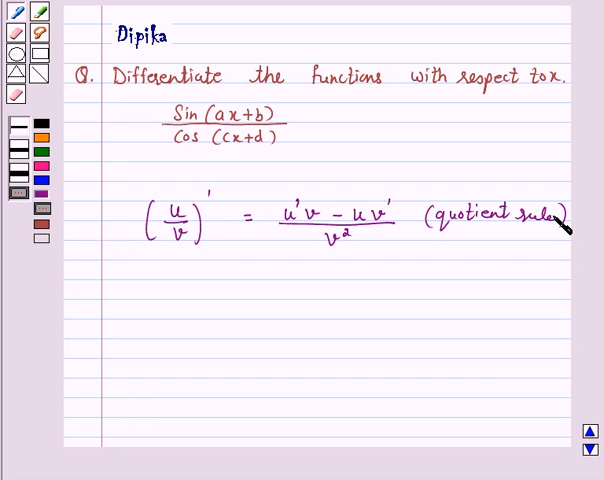 Dipika
Q. Differentiate the functions with respect to x.
Sin (ax+b)
Cos (cx+d)
(u/v)' = u'v - uv' / v² (quotient rule)